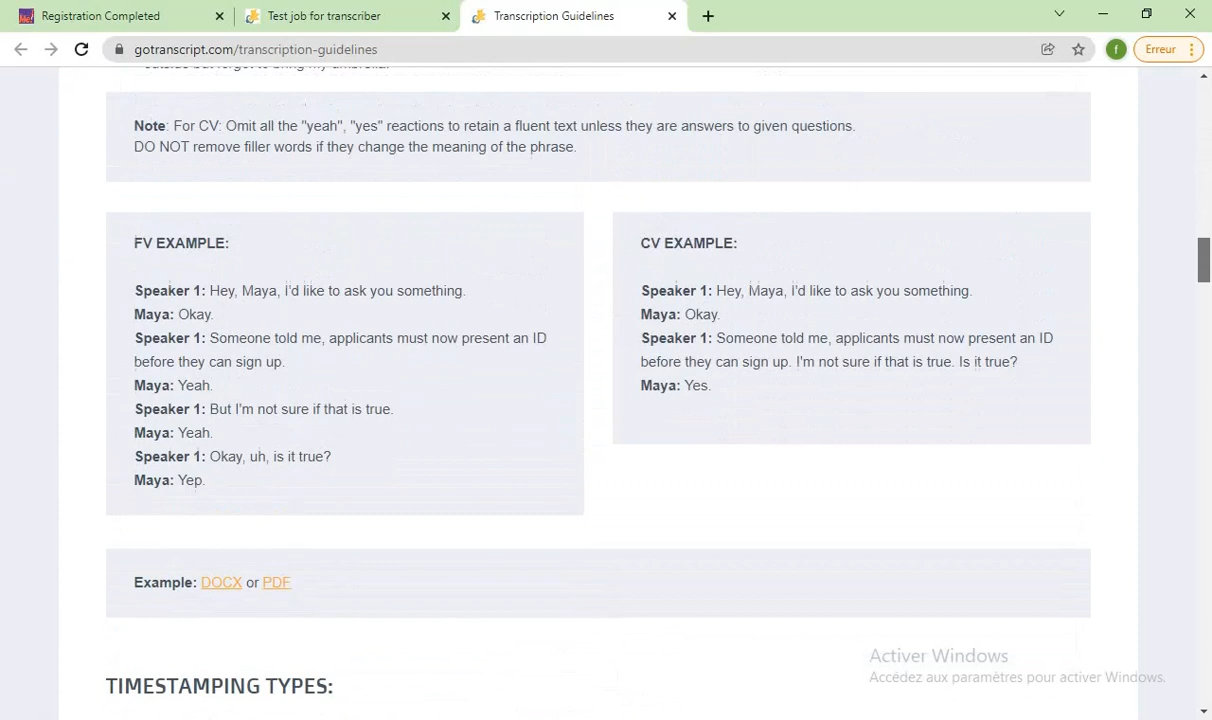 Registration Completed
Test job for transcriber
Transcription Guidelines
gotranscript.com/transcription-guidelines
f
Erreur
outside but forgot to bring my umbrella.
Note: For CV: Omit all the "yeah", "yes" reactions to retain a fluent text unless they are answers to given questions.
DO NOT remove filler words if they change the meaning of the phrase.
FV EXAMPLE:
Speaker 1: Hey, Maya, I'd like to ask you something.
Maya: Okay.
Speaker 1: Someone told me, applicants must now present an ID
before they can sign up.
Maya: Yeah.
Speaker 1: But I'm not sure if that is true.
Maya: Yeah.
Speaker 1: Okay, uh, is it true?
Maya: Yep.
CV EXAMPLE:
Speaker 1: Hey, Maya, I'd like to ask you something.
Maya: Okay.
Speaker 1: Someone told me, applicants must now present an ID
before they can sign up. I'm not sure if that is true. Is it true?
Maya: Yes.
Example: DOCX or PDF
TIMESTAMPING TYPES:
Activer Windows
Accédez aux paramètres pour activer Windows.